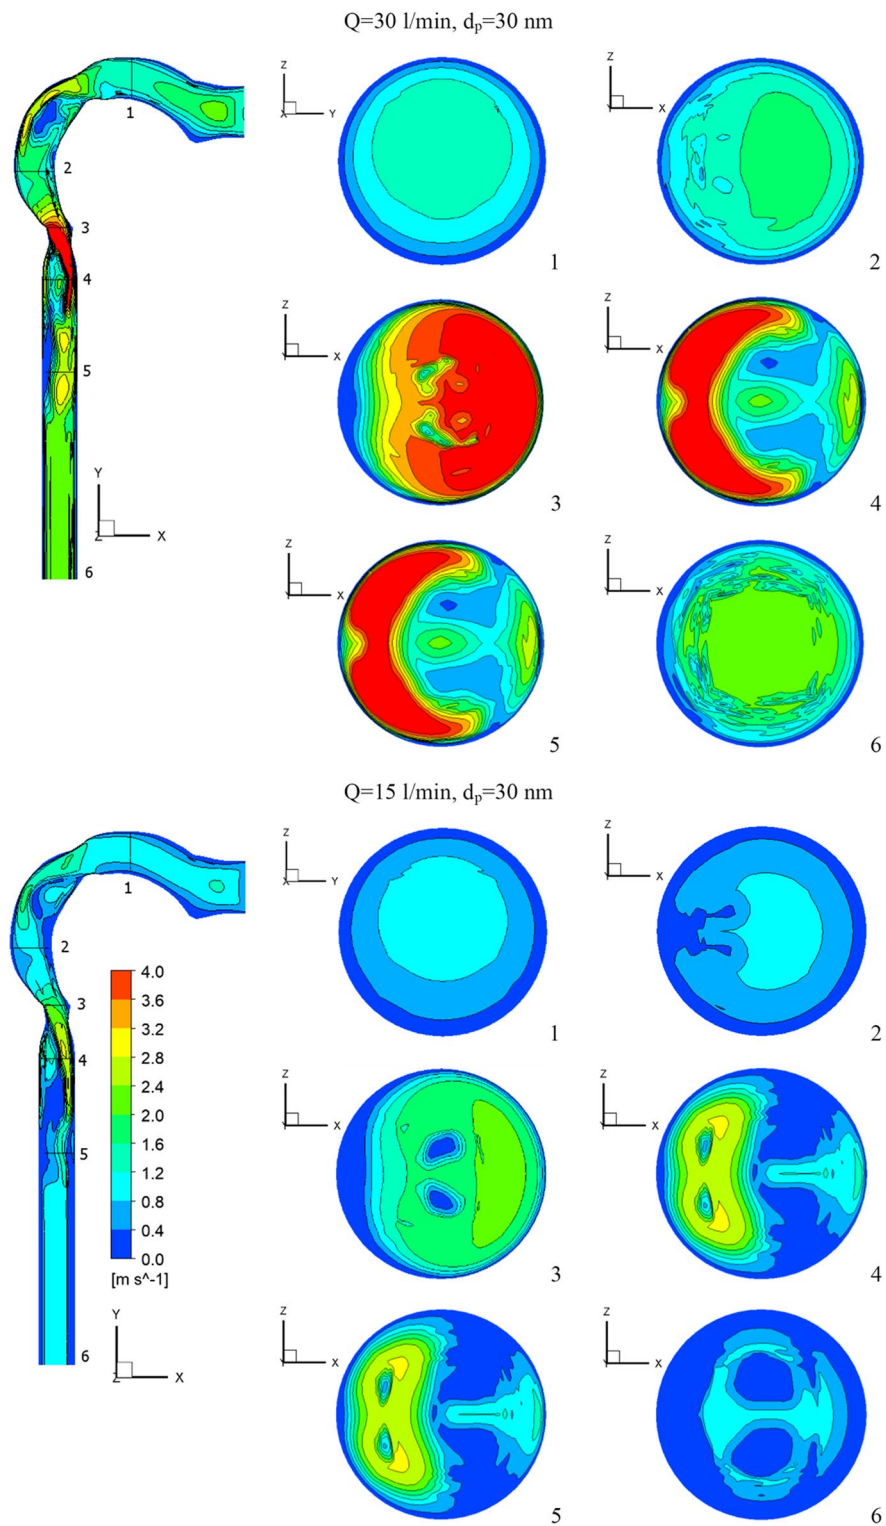 Q=30 l/min, dp=30 nm
1
2
3
4
5
6
Y
Z
X
Z
X
Y
1
Z
Y
X
2
Z
Y
X
3
Z
Y
X
4
Z
Y
X
5
Z
Y
X
6
Q=15 l/min, dp=30 nm
1
2
3
4
5
6
4.0
3.6
3.2
2.8
2.4
2.0
1.6
1.2
0.8
0.4
0.0
[m s^-1]
Y
Z
X
Z
X
Y
1
Z
Y
X
2
Z
Y
X
3
Z
Y
X
4
Z
Y
X
5
Z
Y
X
6